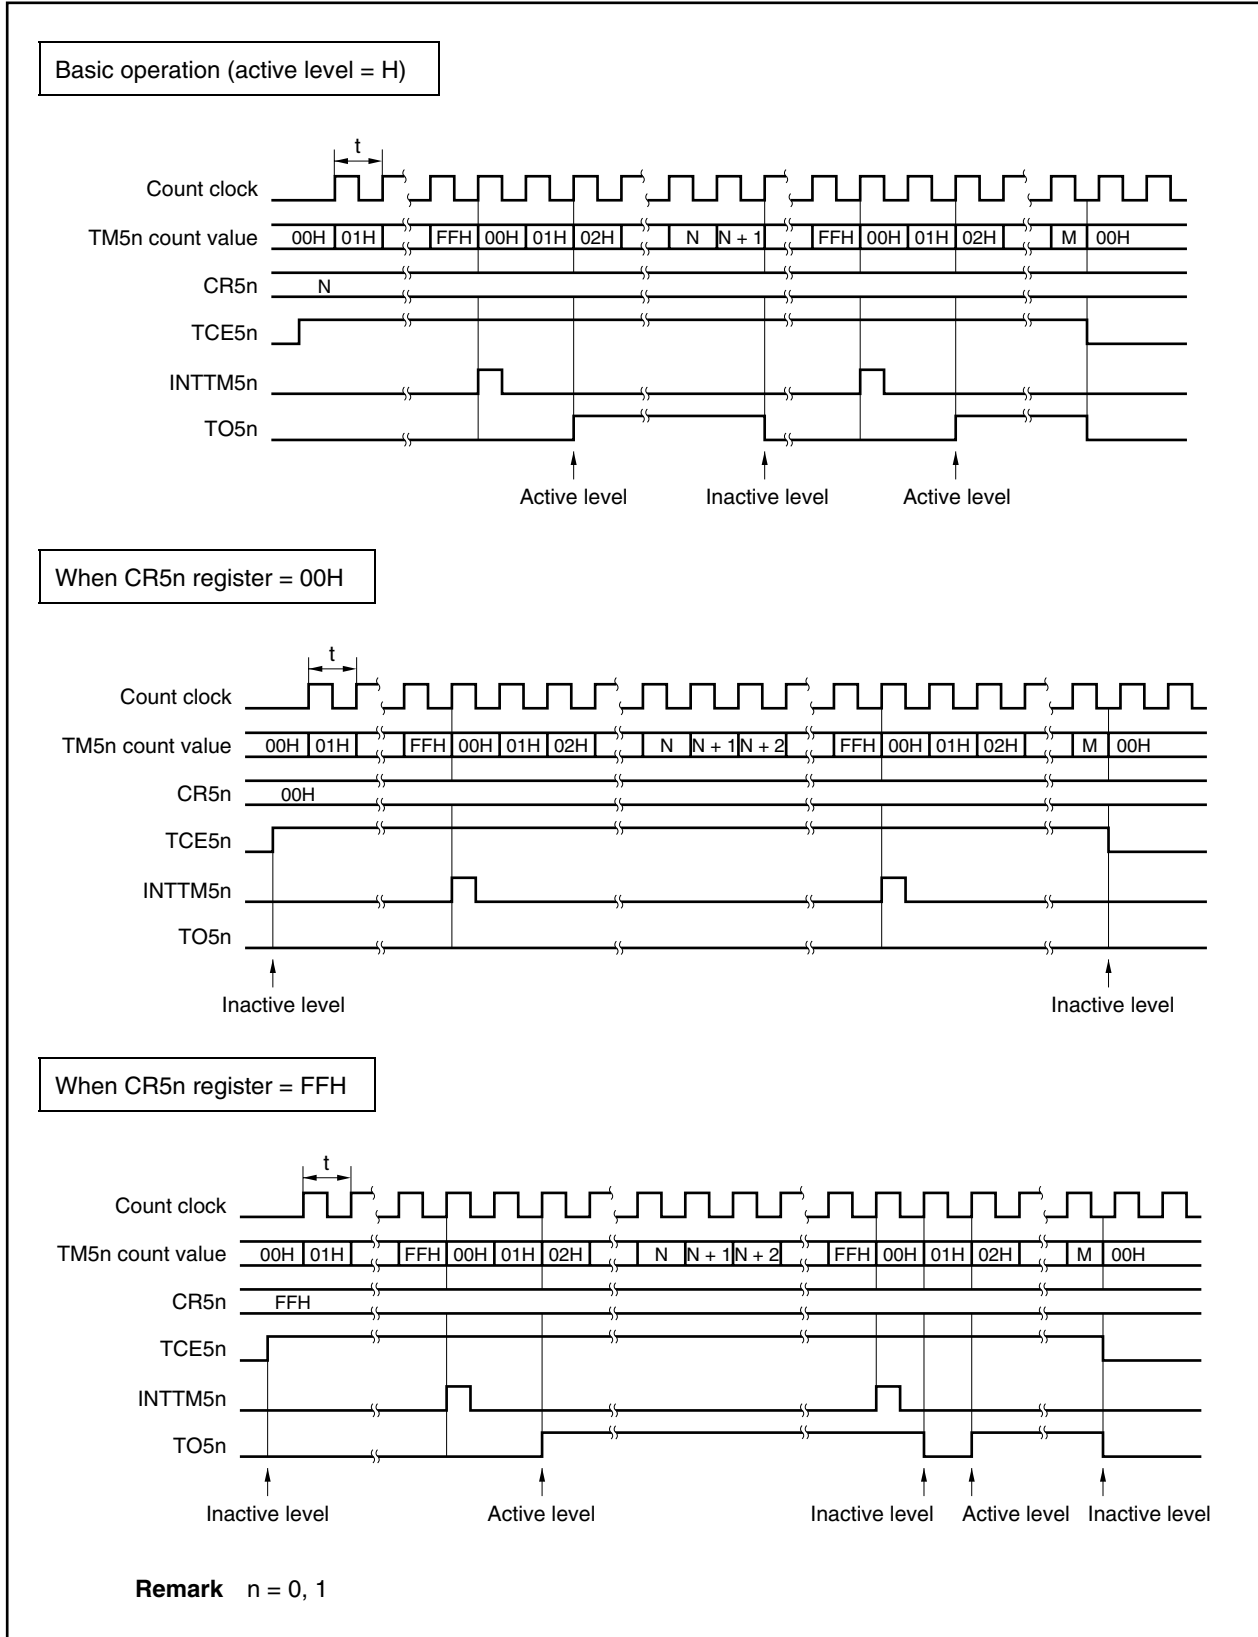 Basic operation (active level = H)
t
Count clock
TM5n count value 00H 01H FFH 00H 01H 02H N N + 1 FFH 00H 01H 02H M 00H
CR5n N
TCE5n
INTTM5n
TO5n
Active level Inactive level Active level
When CR5n register = 00H
t
Count clock
TM5n count value 00H 01H FFH 00H 01H 02H N N + 1 N + 2 FFH 00H 01H 02H M 00H
CR5n 00H
TCE5n
INTTM5n
TO5n
Inactive level Inactive level
When CR5n register = FFH
t
Count clock
TM5n count value 00H 01H FFH 00H 01H 02H N N + 1 N + 2 FFH 00H 01H 02H M 00H
CR5n FFH
TCE5n
INTTM5n
TO5n
Inactive level Active level Inactive level Active level Inactive level
Remark n = 0, 1